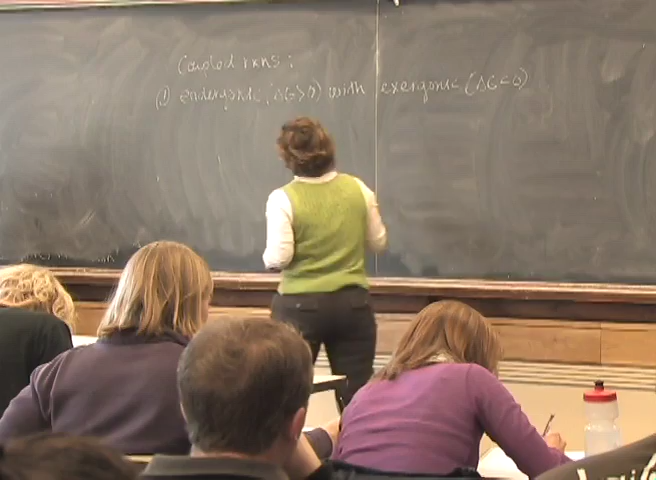 Coupled rxns:
(1) endergonic (ΔG>0) with exergonic (ΔG<0)